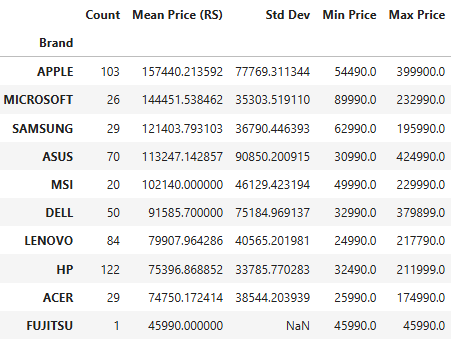 Count Mean Price (RS) Std Dev Min Price Max Price
Brand
APPLE 103 157440.213592 77769.311344 54490.0 399900.0
MICROSOFT 26 144451.538462 35303.519110 89990.0 232990.0
SAMSUNG 29 121403.793103 36790.446393 62990.0 195990.0
ASUS 70 113247.142857 90850.200915 30990.0 424990.0
MSI 20 102140.000000 46129.423194 49990.0 229990.0
DELL 50 91585.700000 75184.969137 32990.0 379899.0
LENOVO 84 79907.964286 40565.201981 24990.0 217790.0
HP 122 75396.868852 33785.770283 32490.0 211999.0
ACER 29 74750.172414 38544.203939 25990.0 174990.0
FUJITSU 1 45990.000000 NaN 45990.0 45990.0